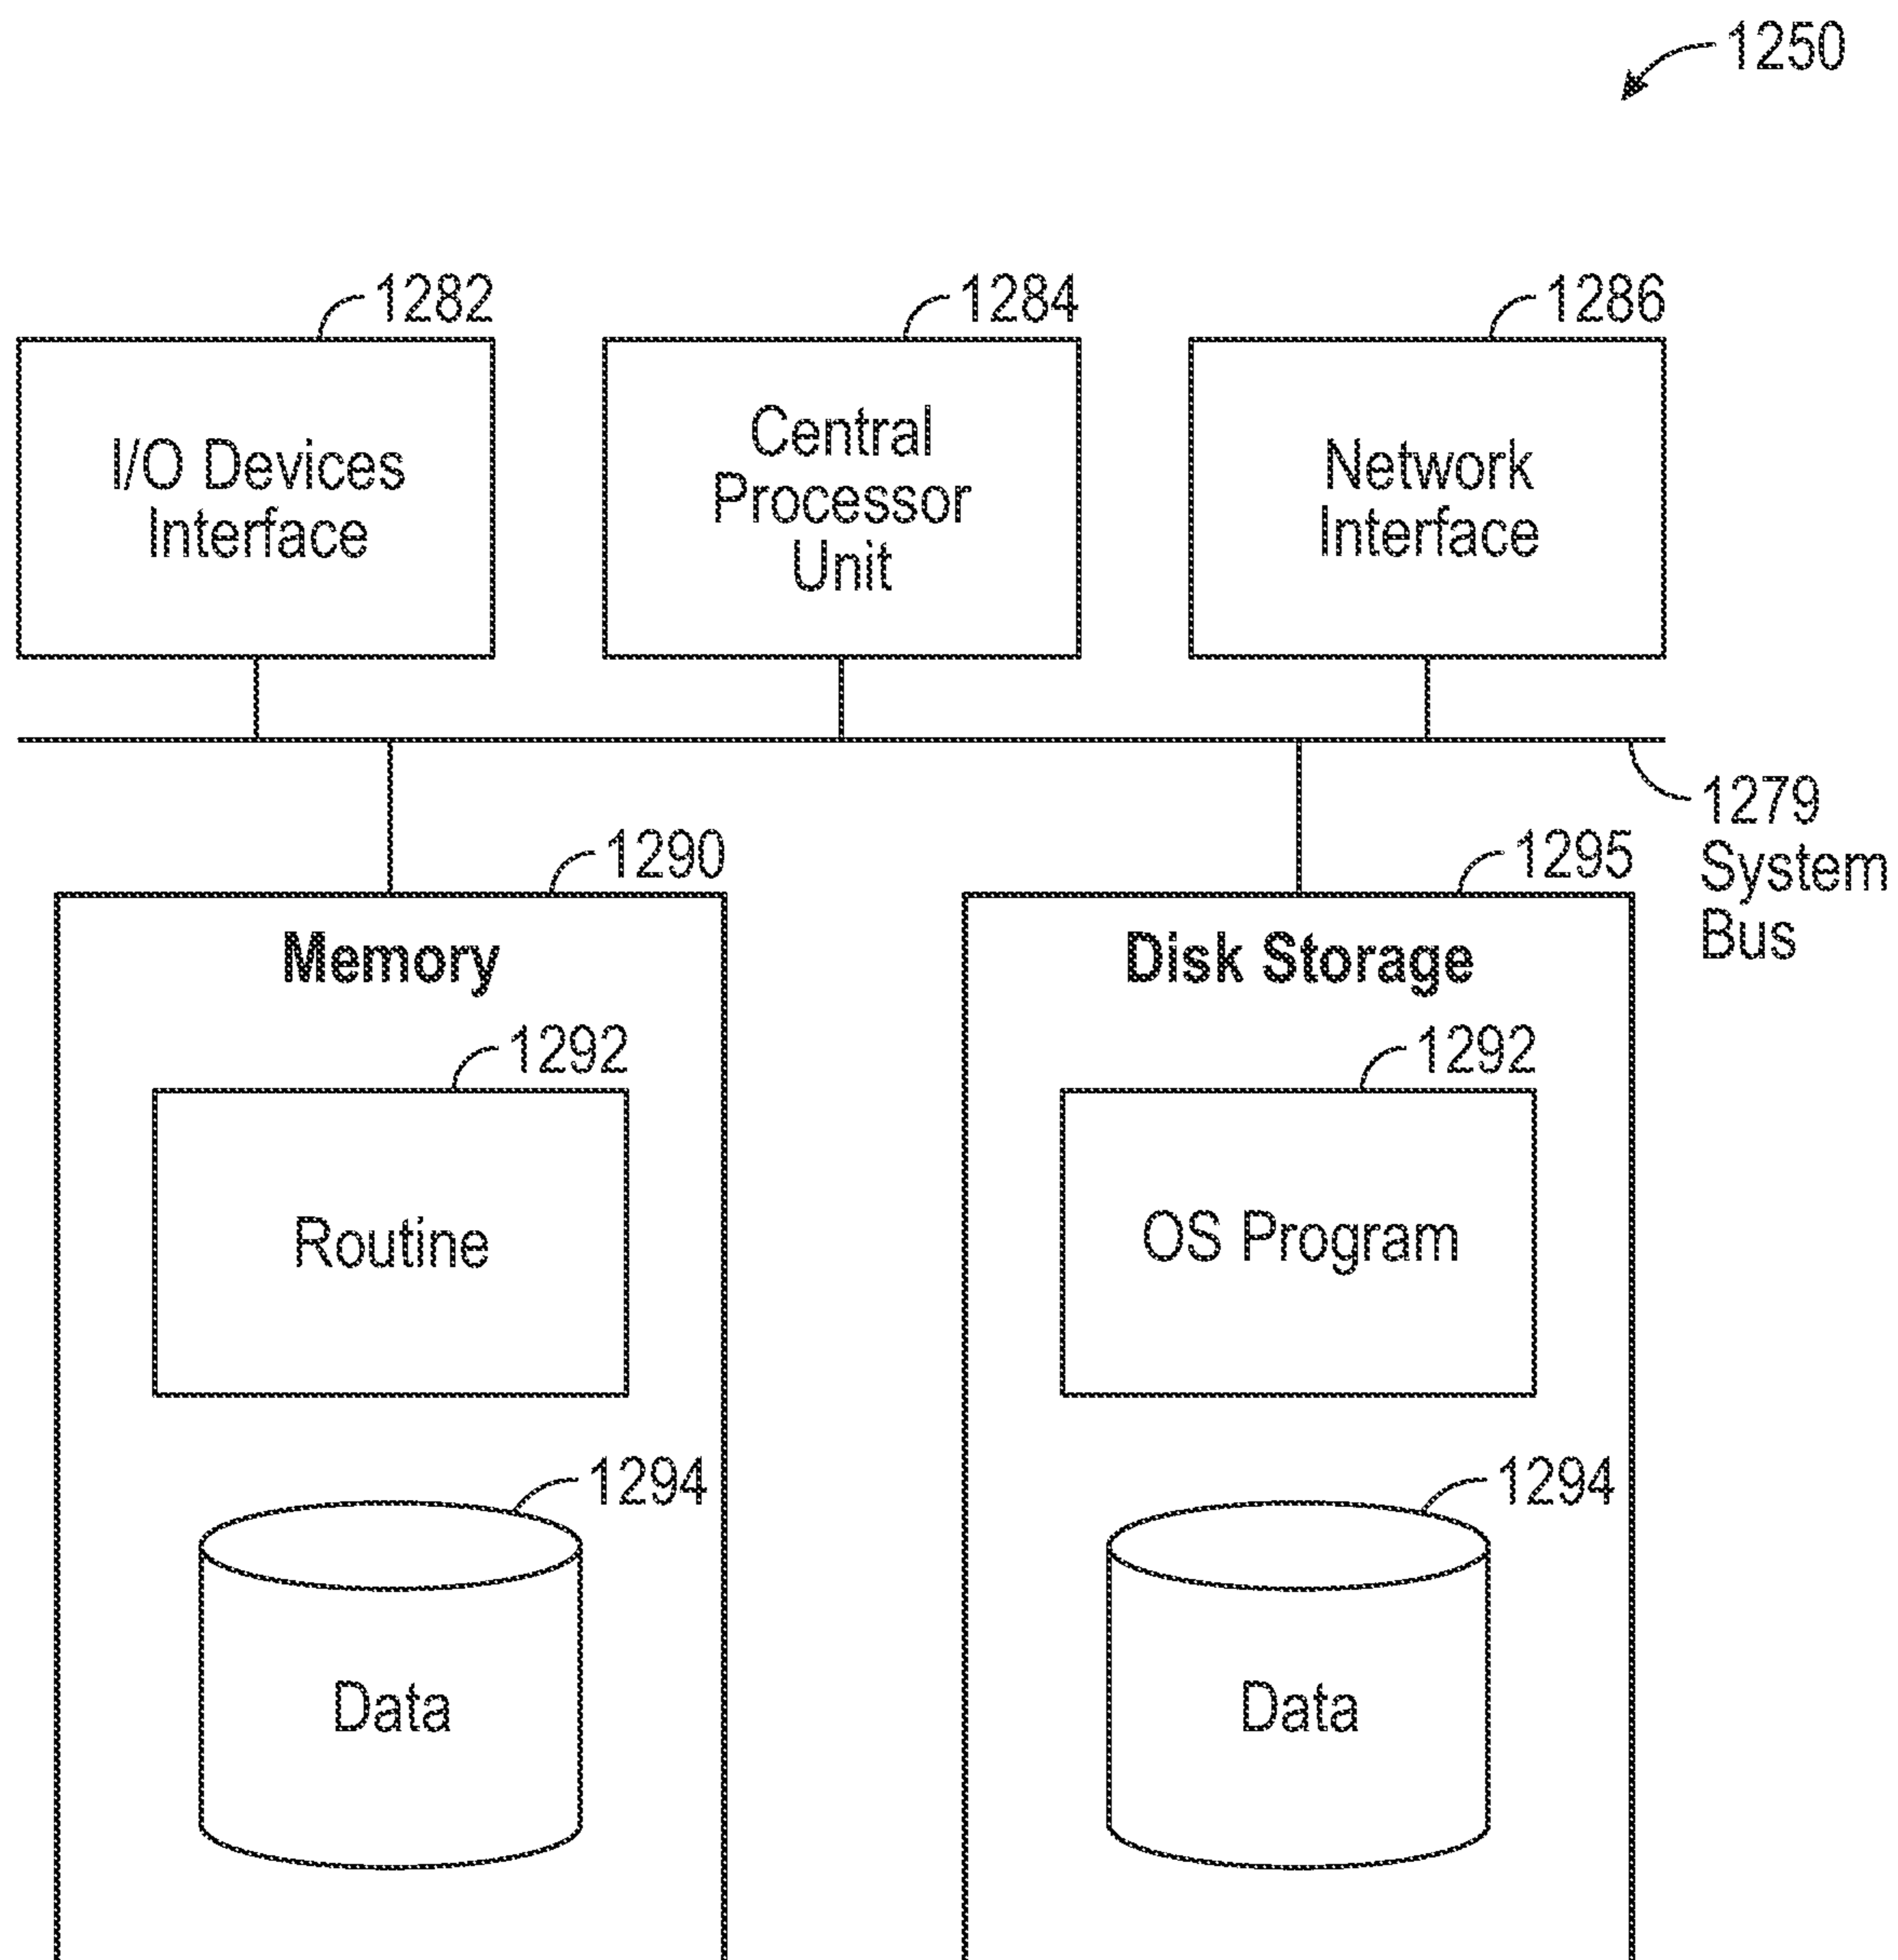 1250
1282
1284
1286
I/O Devices
Interface
Central
Processor
Unit
Network
Interface
1279
System
Bus
1290
1295
Memory
Disk Storage
1292
1292
Routine
OS Program
1294
1294
Data
Data